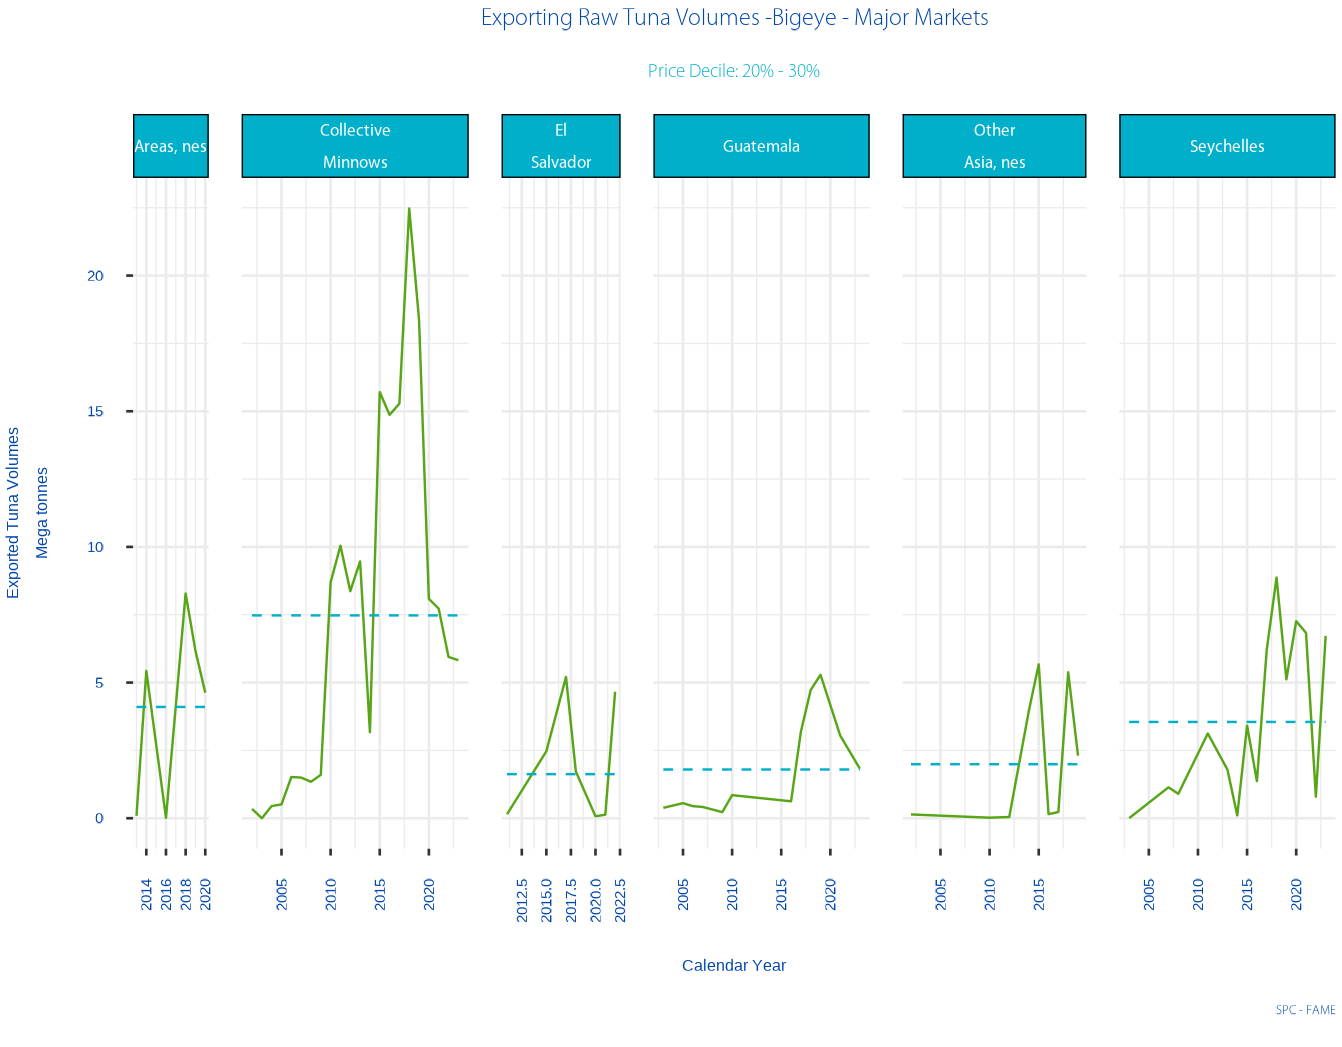 Exporting Raw Tuna Volumes -Bigeye - Major Markets
Price Decile: 20% - 30%
Areas, nes
Collective
Minnows
El
Salvador
Guatemala
Other
Asia, nes
Seychelles
Exported Tuna Volumes
Mega tonnes
20
15
10
5
0
2014
2016
2018
2020
2005
2010
2015
2020
2012.5
2015.0
2017.5
2020.0
2022.5
2005
2010
2015
2020
2005
2010
2015
2005
2010
2015
2020
Calendar Year
SPC - FAME